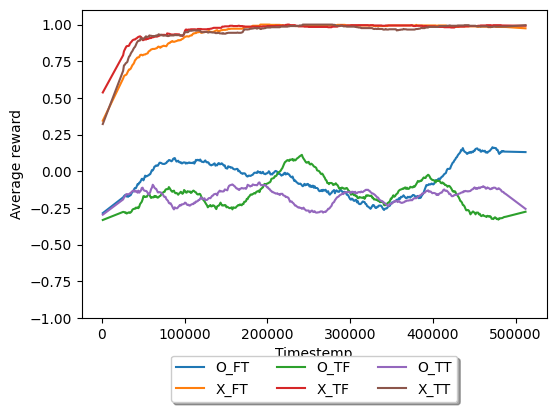 1.00
0.75
0.50
0.25
0.00
−0.25
−0.50
−0.75
−1.00
Average reward
0 100000 200000 300000 400000 500000
Timestemp
O_FT O_TF O_TT
X_FT X_TF X_TT